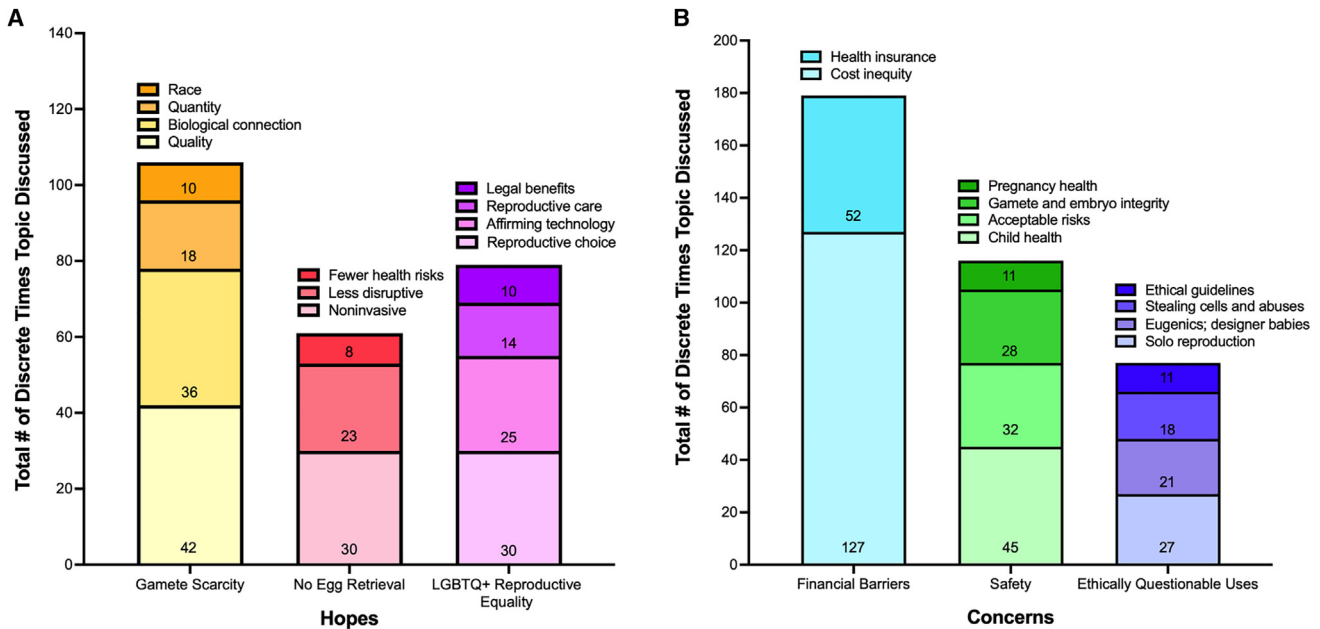 A
Total # of Discrete Times Topic Discussed
140
120
100
80
60
40
20
0
Race
Quantity
Biological connection
Quality
10
18
36
42
Fewer health risks
Less disruptive
Noninvasive
8
23
30
Legal benefits
Reproductive care
Affirming technology
Reproductive choice
10
14
25
30
Gamete Scarcity
No Egg Retrieval
LGBTQ+ Reproductive
Equality
Hopes
B
Total # of Discrete Times Topic Discussed
200
180
160
140
120
100
80
60
40
20
0
Health insurance
Cost inequity
52
127
Pregnancy health
Gamete and embryo integrity
Acceptable risks
Child health
11
28
32
45
Ethical guidelines
Stealing cells and abuses
Eugenics; designer babies
Solo reproduction
11
18
21
27
Financial Barriers
Safety
Ethically Questionable Uses
Concerns